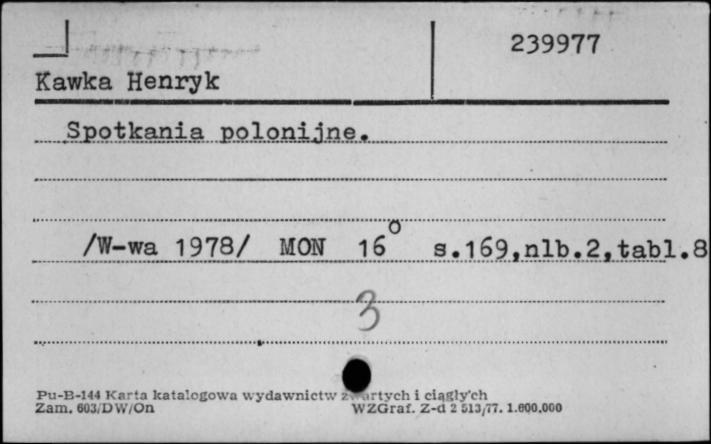 239977
Kawka Henryk
Spotkania polonijne.
/W-wa 1978/ MON 16° s.169,nlb.2,tabl.8
3
Pu-B-144 Karta katalogowa wydawnictw i ciągłych
Zam. 603/DW/On WZGraf. Z-d 2 513/77. 1.600.000